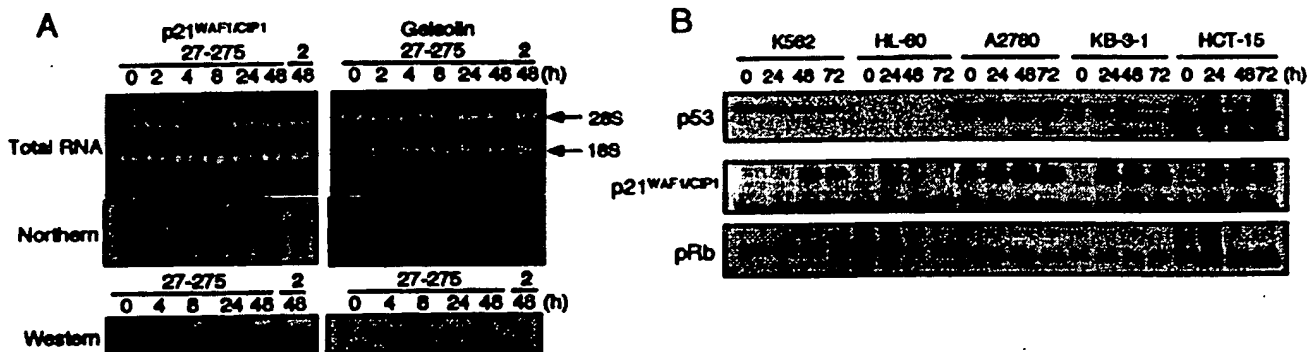 A
p21WAF1/CIP1
Gelsolin
27-275 2
27-275 2
0 2 4 8 24 48 48
0 2 4 8 24 48 48 (h)
Total RNA
28S
18S
Northern
27-275 2
27-275 2
0 4 8 24 48 48
0 4 8 24 48 48 (h)
Western
B
K562 HL-60 A2780 KB-3-1 HCT-15
0 24 48 72 0 24 48 72 0 24 48 72 0 24 48 72 0 24 48 72 (h)
p53
p21WAF1/CIP1
pRb